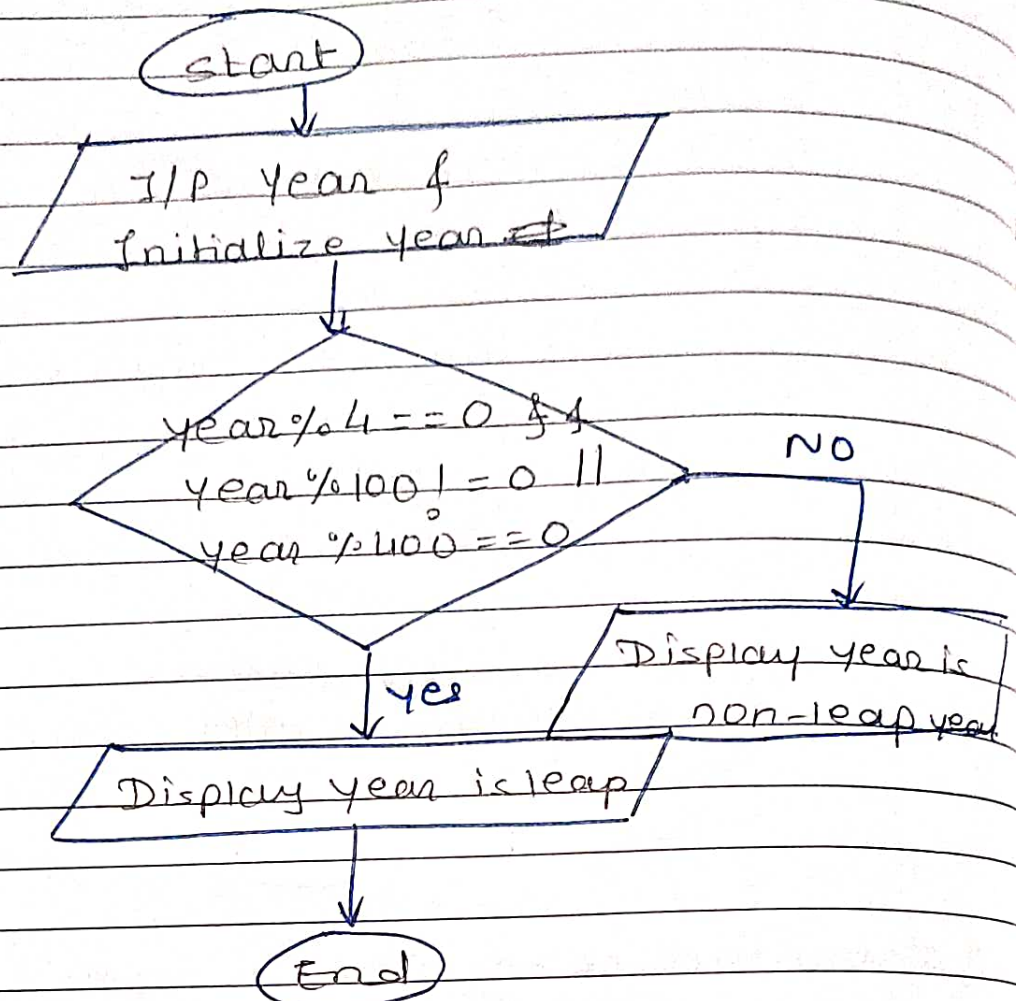 Start
I/P Year &
Initialize year
year%4==0 &&
year%100!=0 ||
year%400==0
NO
Display year is
non-leap year
yes
Display year is leap
End